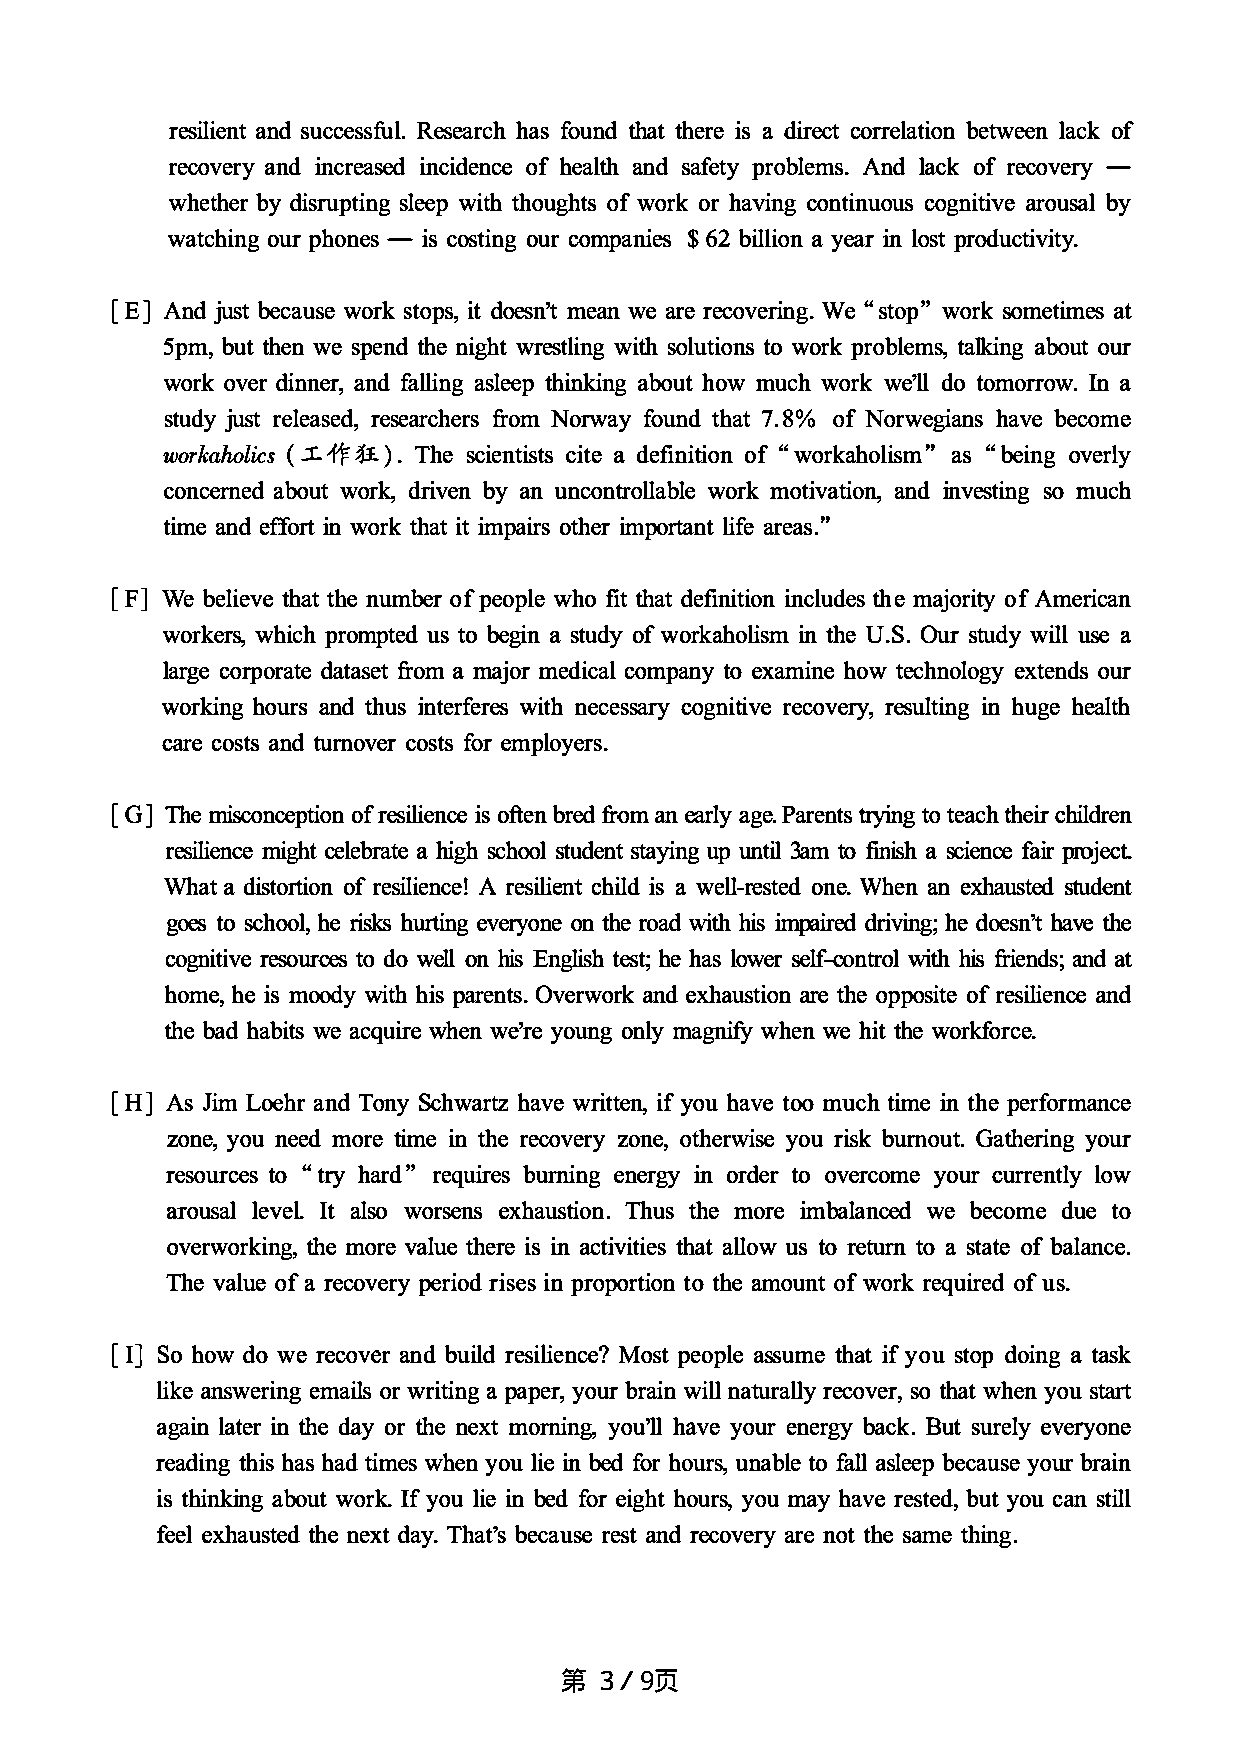 resilient and successful. Research has found that there is a direct correlation between lack of
recovery and increased incidence of health and safety problems. And lack of recovery —
whether by disrupting sleep with thoughts of work or having continuous cognitive arousal by
watching our phones — is costing our companies $62 billion a year in lost productivity.
[E] And just because work stops, it doesn’t mean we are recovering. We “stop” work sometimes at
5pm, but then we spend the night wrestling with solutions to work problems, talking about our
work over dinner, and falling asleep thinking about how much work we’ll do tomorrow. In a
study just released, researchers from Norway found that 7.8% of Norwegians have become
workaholics (工作狂). The scientists cite a definition of “workaholism” as “being overly
concerned about work, driven by an uncontrollable work motivation, and investing so much
time and effort in work that it impairs other important life areas.”
[F] We believe that the number of people who fit that definition includes the majority of American
workers, which prompted us to begin a study of workaholism in the U.S. Our study will use a
large corporate dataset from a major medical company to examine how technology extends our
working hours and thus interferes with necessary cognitive recovery, resulting in huge health
care costs and turnover costs for employers.
[G] The misconception of resilience is often bred from an early age. Parents trying to teach their children
resilience might celebrate a high school student staying up until 3am to finish a science fair project.
What a distortion of resilience! A resilient child is a well-rested one. When an exhausted student
goes to school, he risks hurting everyone on the road with his impaired driving; he doesn’t have the
cognitive resources to do well on his English test; he has lower self-control with his friends; and at
home, he is moody with his parents. Overwork and exhaustion are the opposite of resilience and
the bad habits we acquire when we’re young only magnify when we hit the workforce.
[H] As Jim Loehr and Tony Schwartz have written, if you have too much time in the performance
zone, you need more time in the recovery zone, otherwise you risk burnout. Gathering your
resources to “try hard” requires burning energy in order to overcome your currently low
arousal level. It also worsens exhaustion. Thus the more imbalanced we become due to
overworking, the more value there is in activities that allow us to return to a state of balance.
The value of a recovery period rises in proportion to the amount of work required of us.
[I] So how do we recover and build resilience? Most people assume that if you stop doing a task
like answering emails or writing a paper, your brain will naturally recover, so that when you start
again later in the day or the next morning, you’ll have your energy back. But surely everyone
reading this has had times when you lie in bed for hours, unable to fall asleep because your brain
is thinking about work. If you lie in bed for eight hours, you may have rested, but you can still
feel exhausted the next day. That’s because rest and recovery are not the same thing.
第 3 / 9页